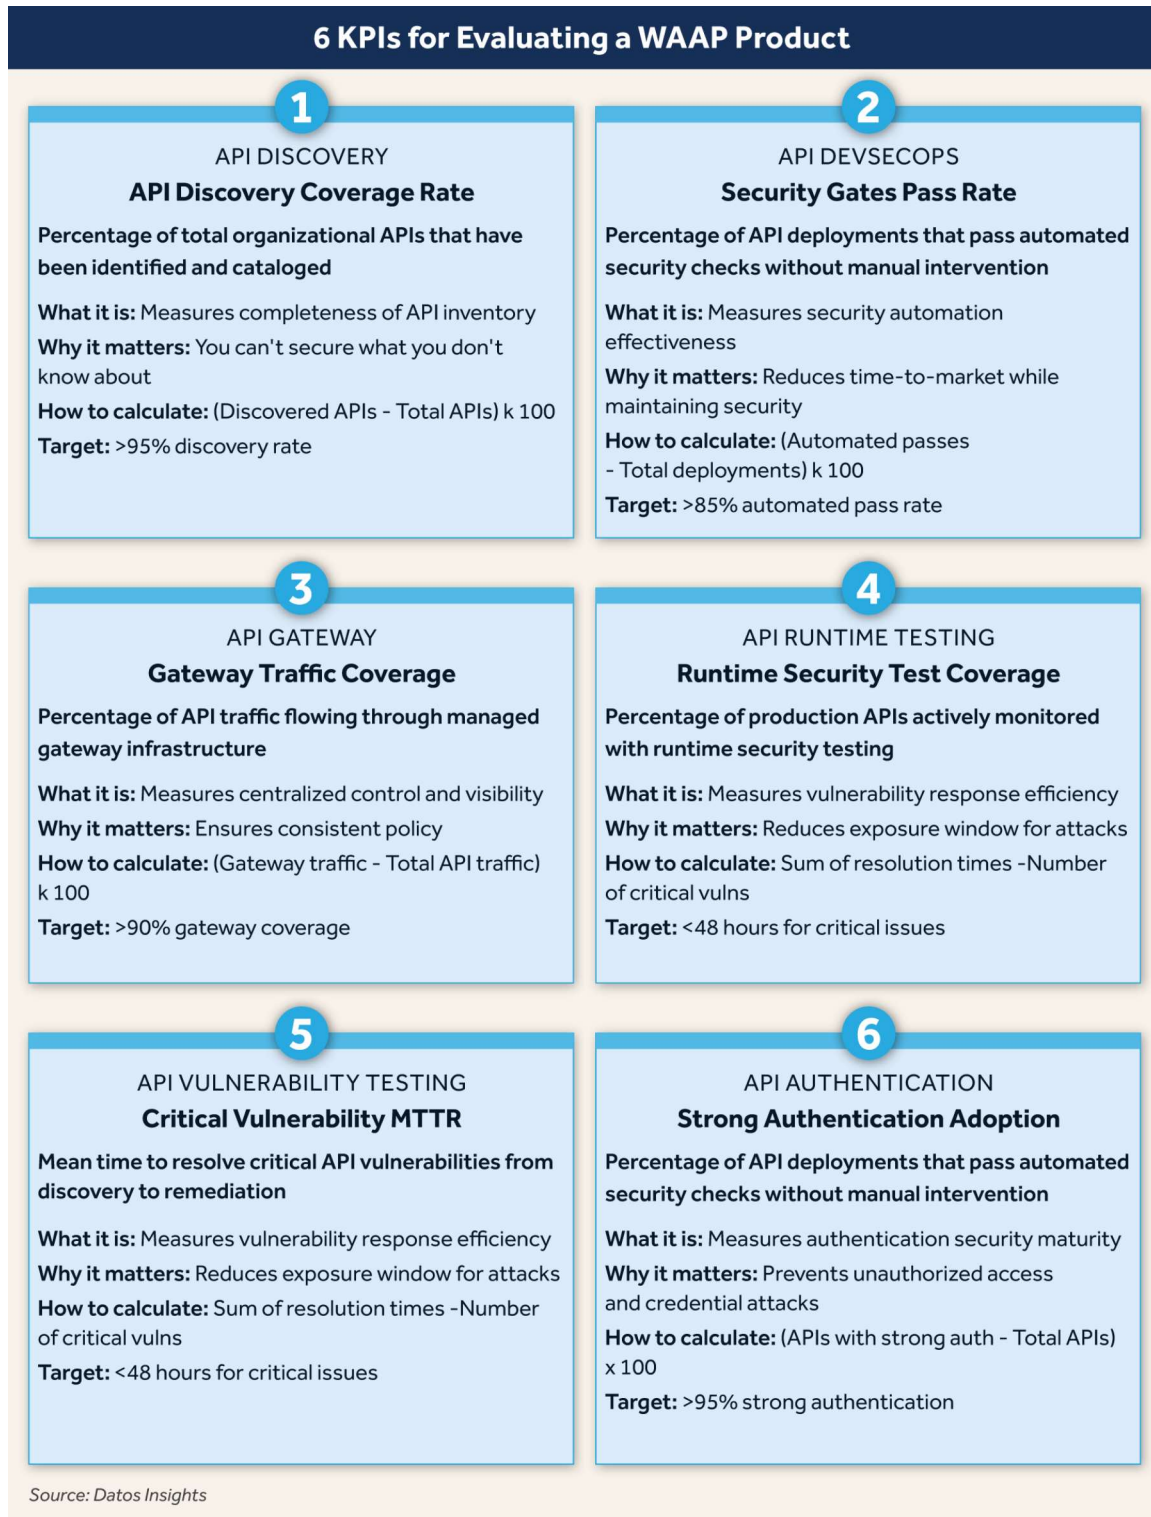 6 KPIs for Evaluating a WAAP Product
1
API DISCOVERY
API Discovery Coverage Rate
Percentage of total organizational APIs that have
been identified and cataloged
What it is: Measures completeness of API inventory
Why it matters: You can't secure what you don't
know about
How to calculate: (Discovered APIs - Total APIs) k 100
Target: >95% discovery rate
2
API DEVSECOPS
Security Gates Pass Rate
Percentage of API deployments that pass automated
security checks without manual intervention
What it is: Measures security automation
effectiveness
Why it matters: Reduces time-to-market while
maintaining security
How to calculate: (Automated passes
- Total deployments) k 100
Target: >85% automated pass rate
3
API GATEWAY
Gateway Traffic Coverage
Percentage of API traffic flowing through managed
gateway infrastructure
What it is: Measures centralized control and visibility
Why it matters: Ensures consistent policy
How to calculate: (Gateway traffic - Total API traffic)
k 100
Target: >90% gateway coverage
4
API RUNTIME TESTING
Runtime Security Test Coverage
Percentage of production APIs actively monitored
with runtime security testing
What it is: Measures vulnerability response efficiency
Why it matters: Reduces exposure window for attacks
How to calculate: Sum of resolution times -Number
of critical vulns
Target: <48 hours for critical issues
5
API VULNERABILITY TESTING
Critical Vulnerability MTTR
Mean time to resolve critical API vulnerabilities from
discovery to remediation
What it is: Measures vulnerability response efficiency
Why it matters: Reduces exposure window for attacks
How to calculate: Sum of resolution times -Number
of critical vulns
Target: <48 hours for critical issues
6
API AUTHENTICATION
Strong Authentication Adoption
Percentage of API deployments that pass automated
security checks without manual intervention
What it is: Measures authentication security maturity
Why it matters: Prevents unauthorized access
and credential attacks
How to calculate: (APIs with strong auth - Total APIs)
x 100
Target: >95% strong authentication
Source: Datos Insights